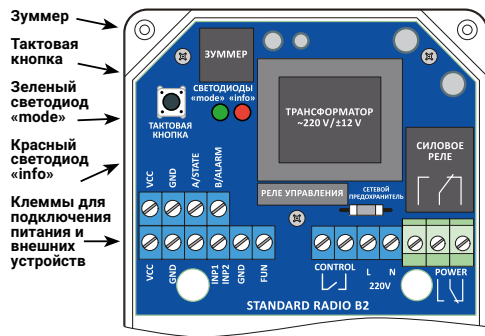 Зуммер
Тактовая
кнопка
Зеленый
светодиод
«mode»
Красный
светодиод
«info»
Клеммы для
подключения
питания и
внешних
устройств
ЗУММЕР
СВЕТОДИОДЫ
«mode» «info»
ТАКТОВАЯ
КНОПКА
ТРАНСФОРМАТОР
~220 V/±12 V
СИЛОВОЕ
РЕЛЕ
РЕЛЕ УПРАВЛЕНИЯ
СЕТЕВОЙ
ПРЕДОХРАНИТЕЛЬ
VCC
GND
A/STATE
B/ALARM
VCC
GND
INP1
INP2
GND
FUN
CONTROL
L
N
220V
POWER
STANDARD RADIO B2